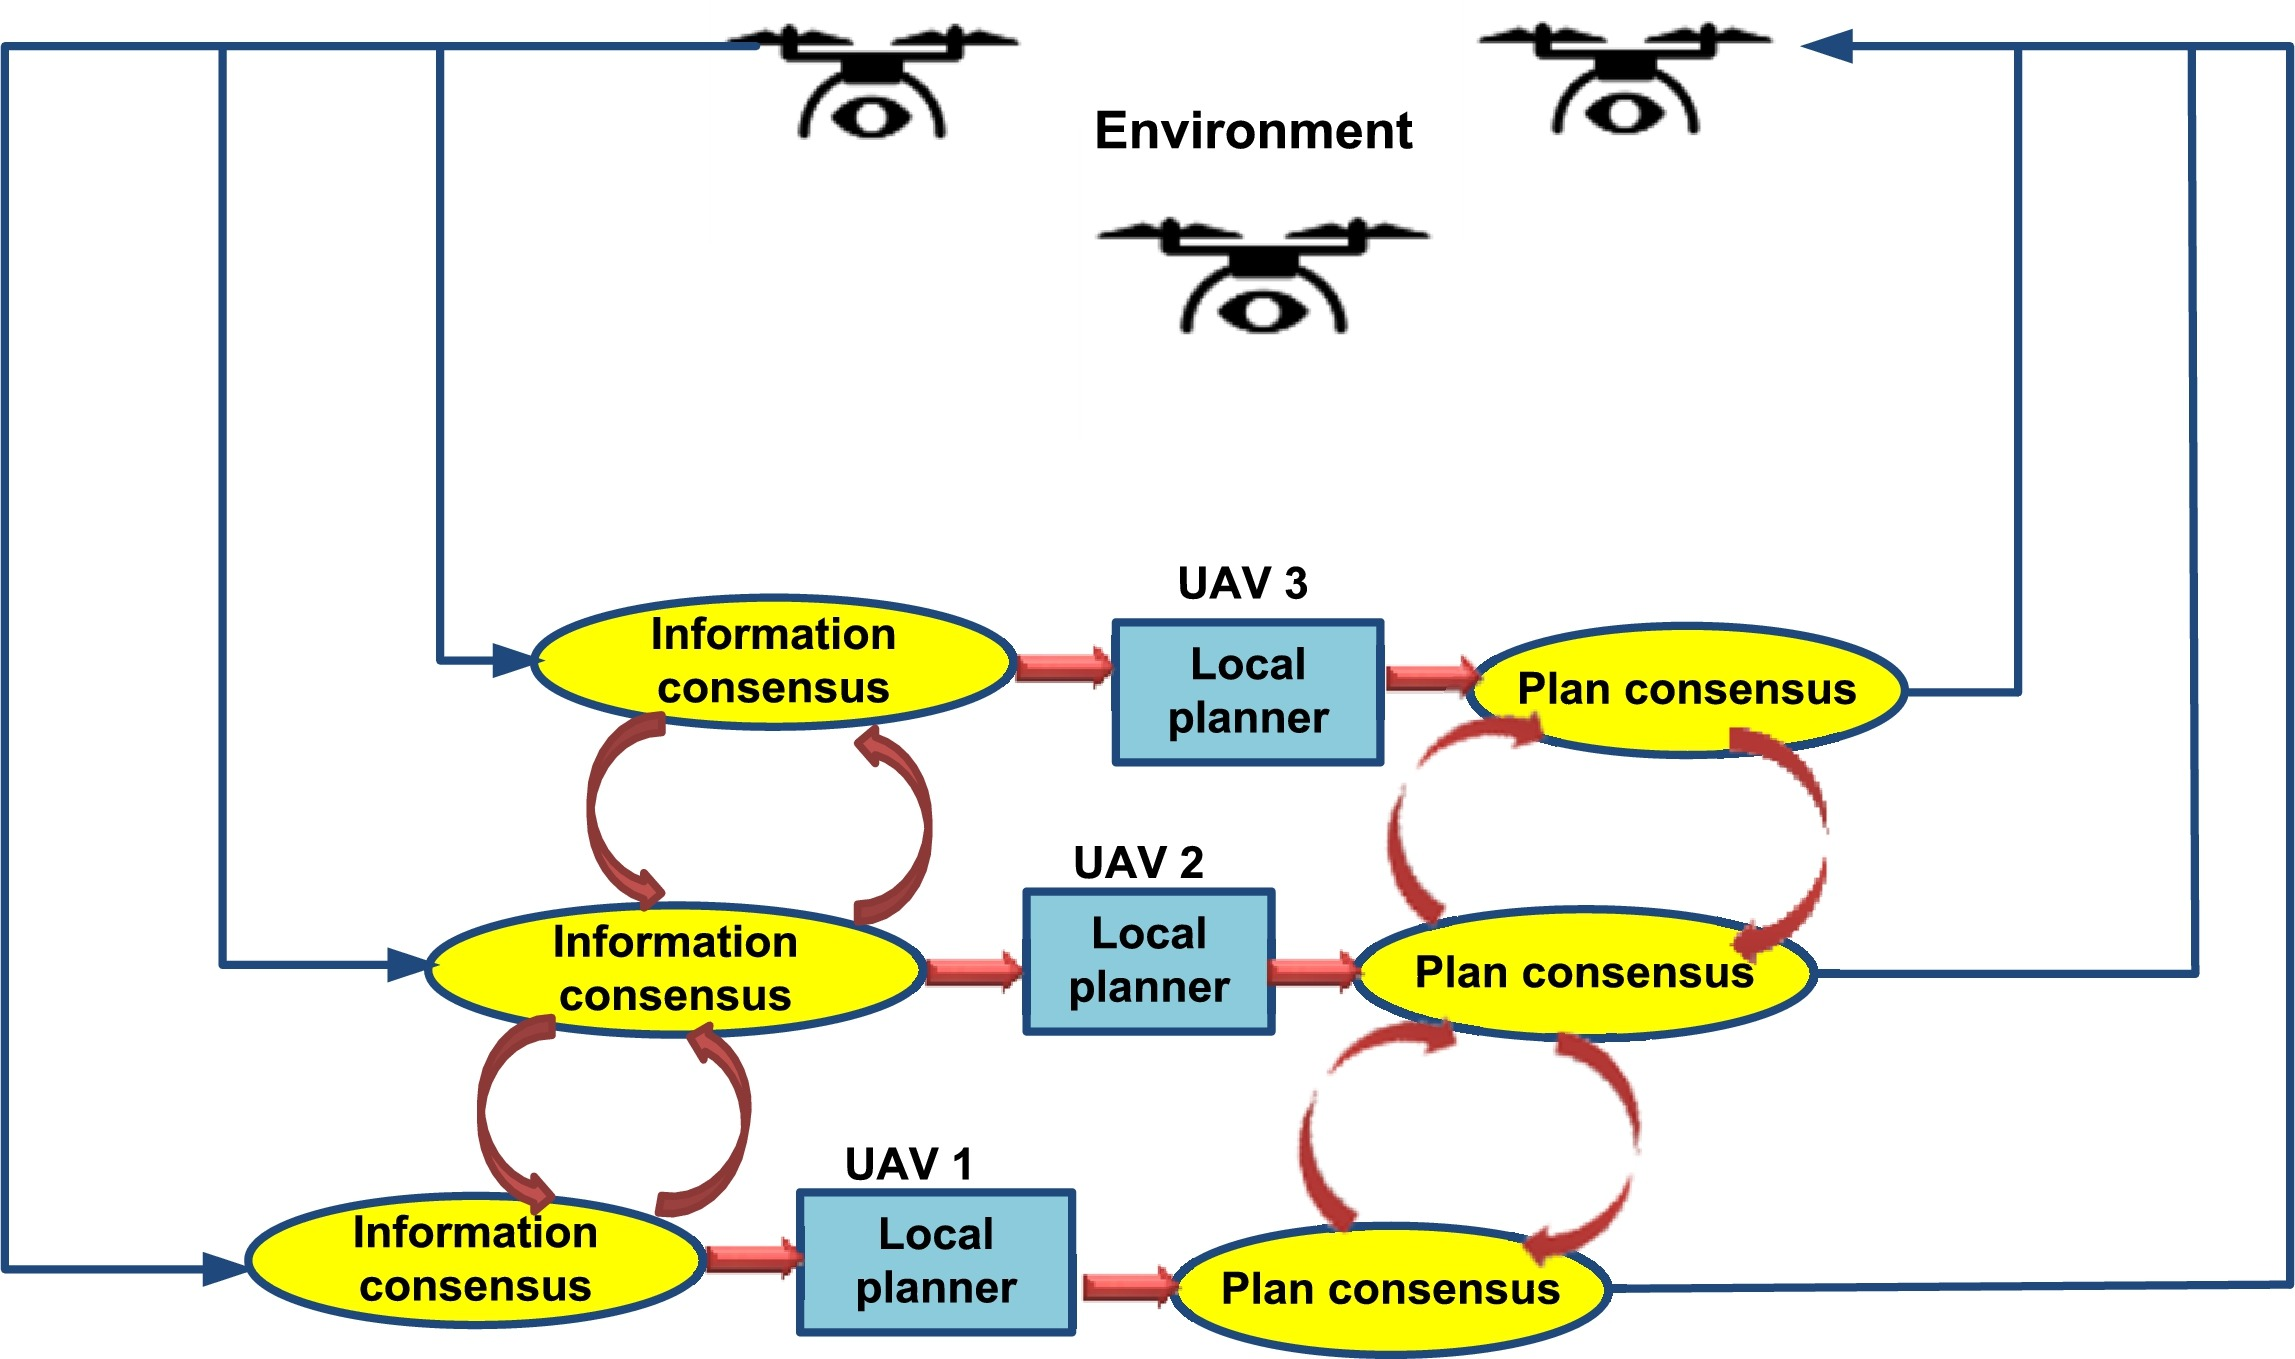 Environment
UAV 3
Information
consensus
Local
planner
Plan consensus
UAV 2
Information
consensus
Local
planner
Plan consensus
UAV 1
Information
consensus
Local
planner
Plan consensus